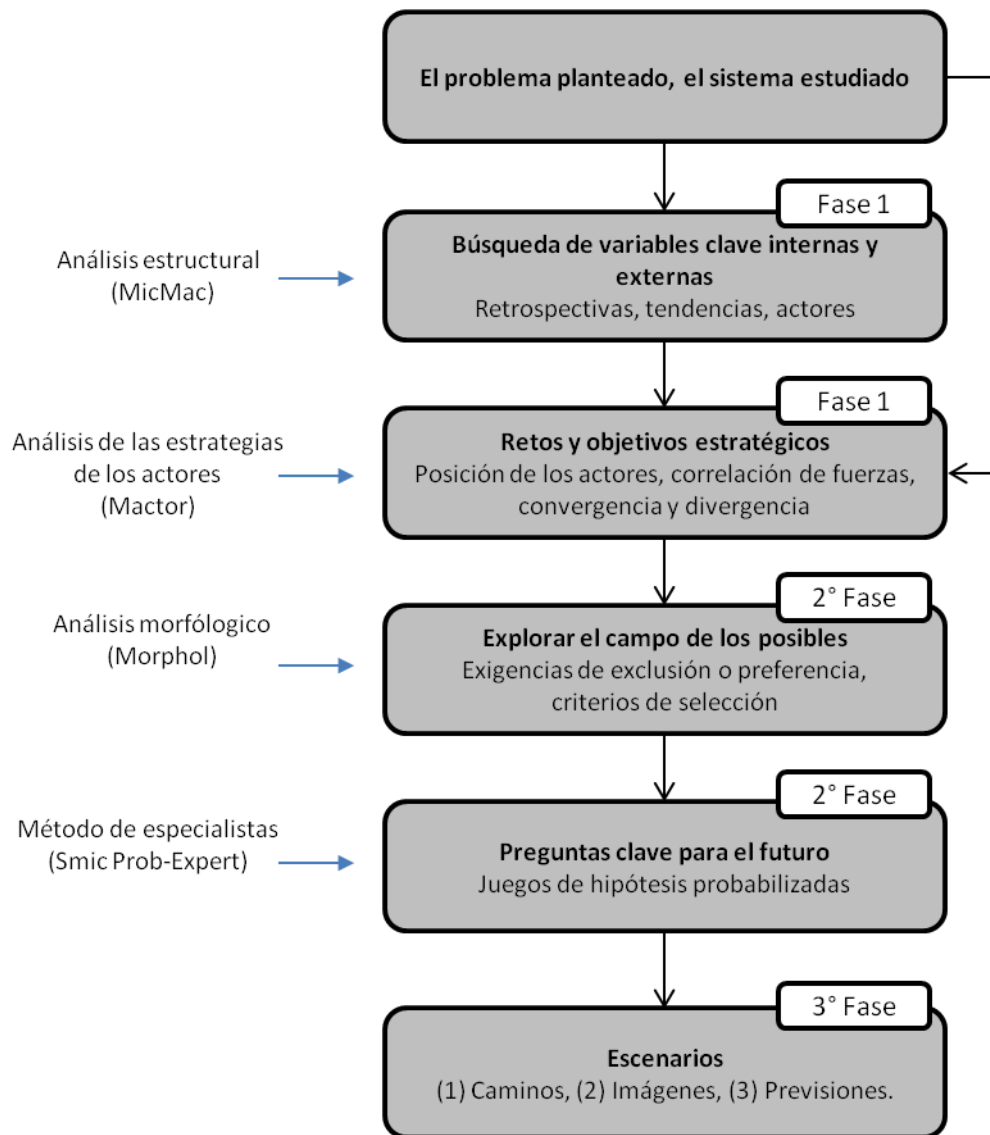 El problema planteado, el sistema estudiado
Fase 1
Búsqueda de variables clave internas y
externas
Retrospectivas, tendencias, actores
Análisis estructural
(MicMac)
Fase 1
Retos y objetivos estratégicos
Posición de los actores, correlación de fuerzas,
convergencia y divergencia
Análisis de las estrategias
de los actores
(Mactor)
2° Fase
Explorar el campo de los posibles
Exigencias de exclusión o preferencia,
criterios de selección
Análisis morfológico
(Morphol)
2° Fase
Preguntas clave para el futuro
Juegos de hipótesis probabilizadas
Método de especialistas
(Smic Prob-Expert)
3° Fase
Escenarios
(1) Caminos, (2) Imágenes, (3) Previsiones.